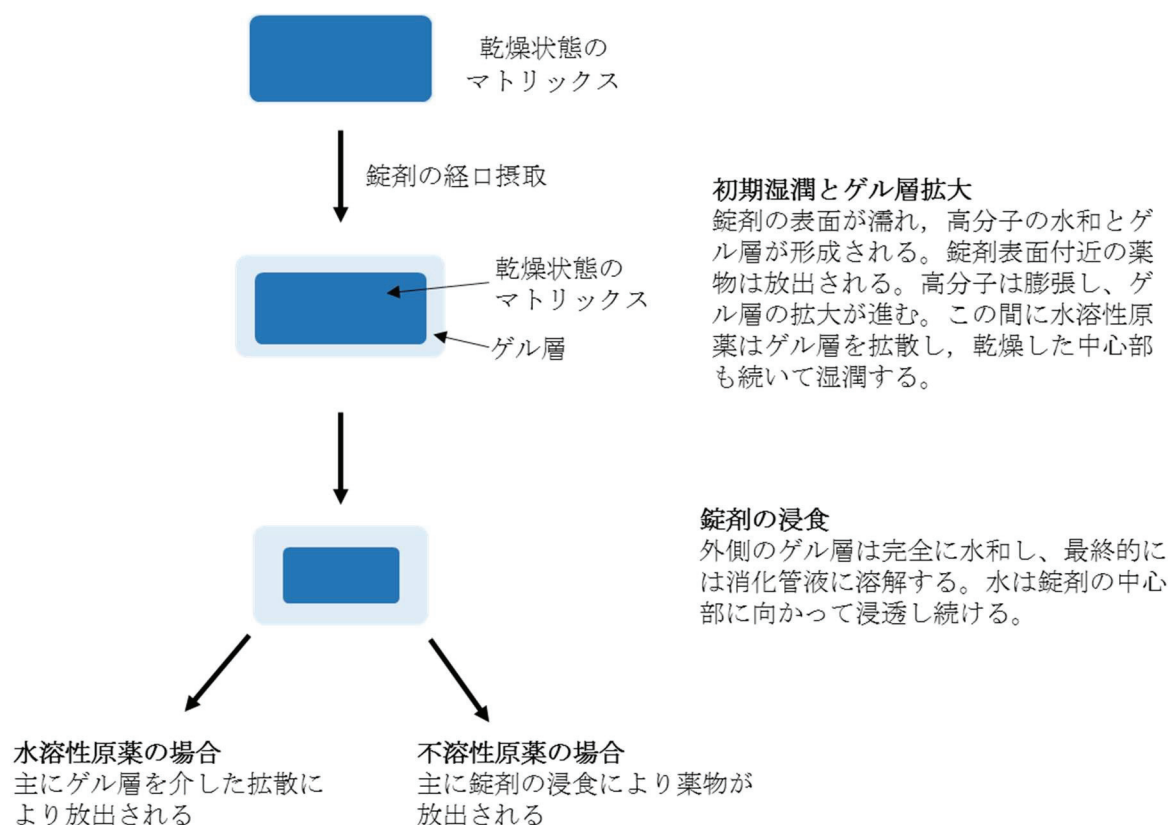 乾燥状態の
マトリックス
錠剤の経口摂取
初期湿潤とゲル層拡大
錠剤の表面が濡れ，高分子の水和とゲ
ル層が形成される。錠剤表面付近の薬
物は放出される。高分子は膨張し、ゲ
ル層の拡大が進む。この間に水溶性原
薬はゲル層を拡散し，乾燥した中心部
も続いて湿潤する。
乾燥状態の
マトリックス
ゲル層
錠剤の浸食
外側のゲル層は完全に水和し、最終的に
は消化管液に溶解する。水は錠剤の中心
部に向かって浸透し続ける。
水溶性原薬の場合
主にゲル層を介した拡散に
より放出される
不溶性原薬の場合
主に錠剤の浸食により薬物が
放出される